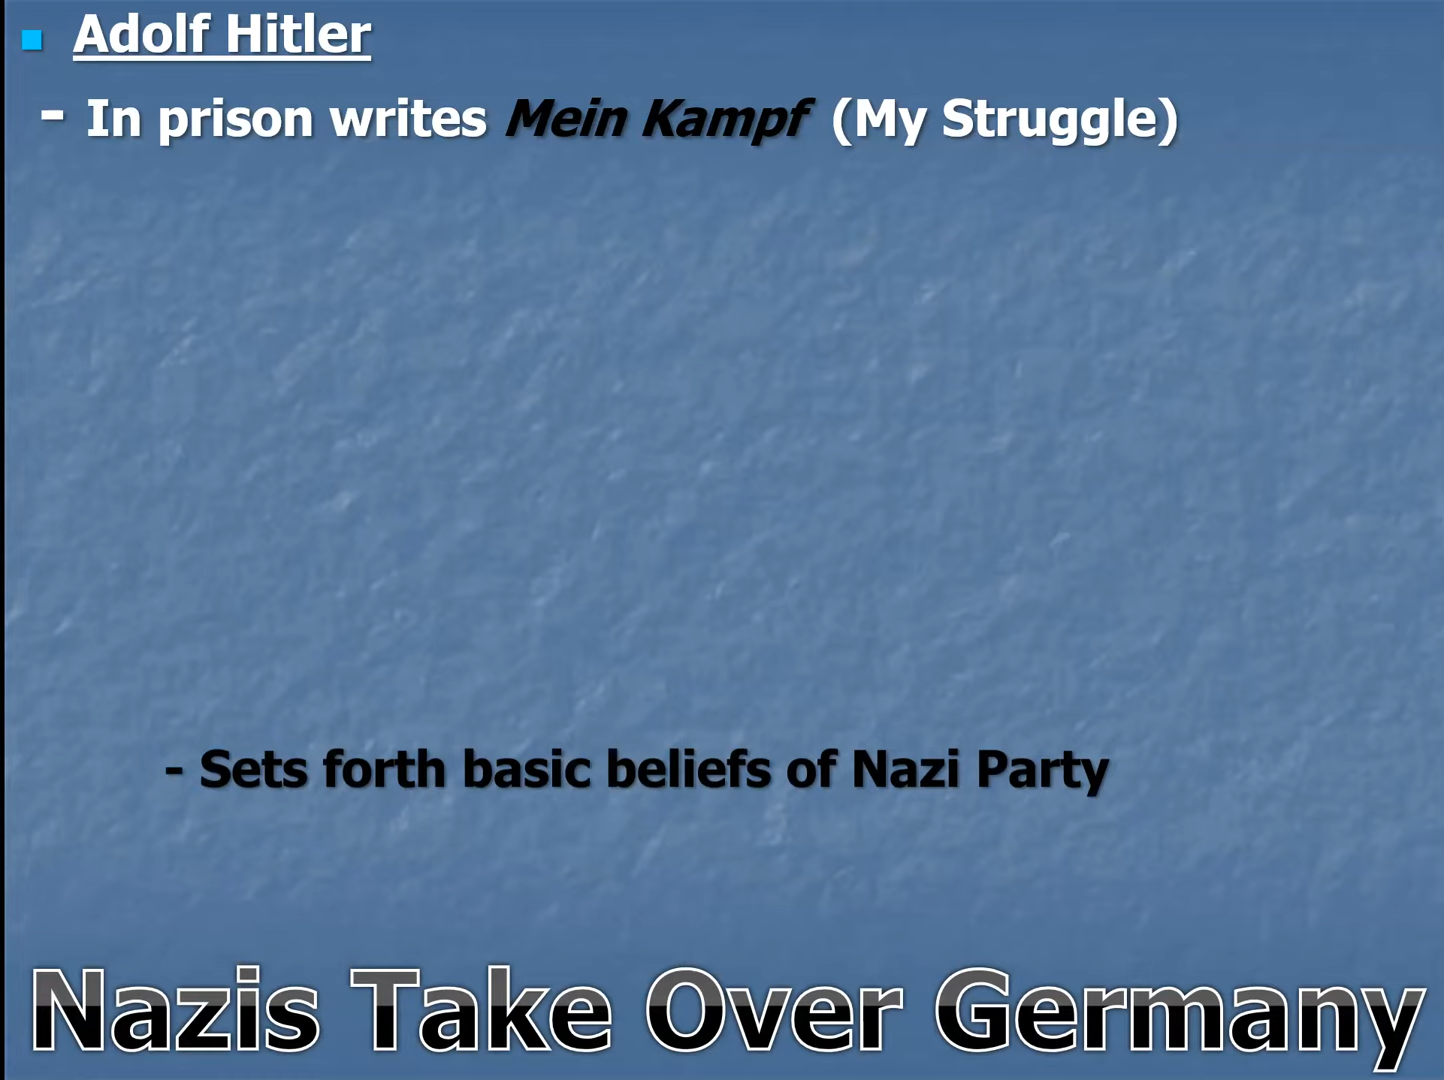 Adolf Hitler
- In prison writes Mein Kampf (My Struggle)
- Sets forth basic beliefs of Nazi Party
Nazis Take Over Germany